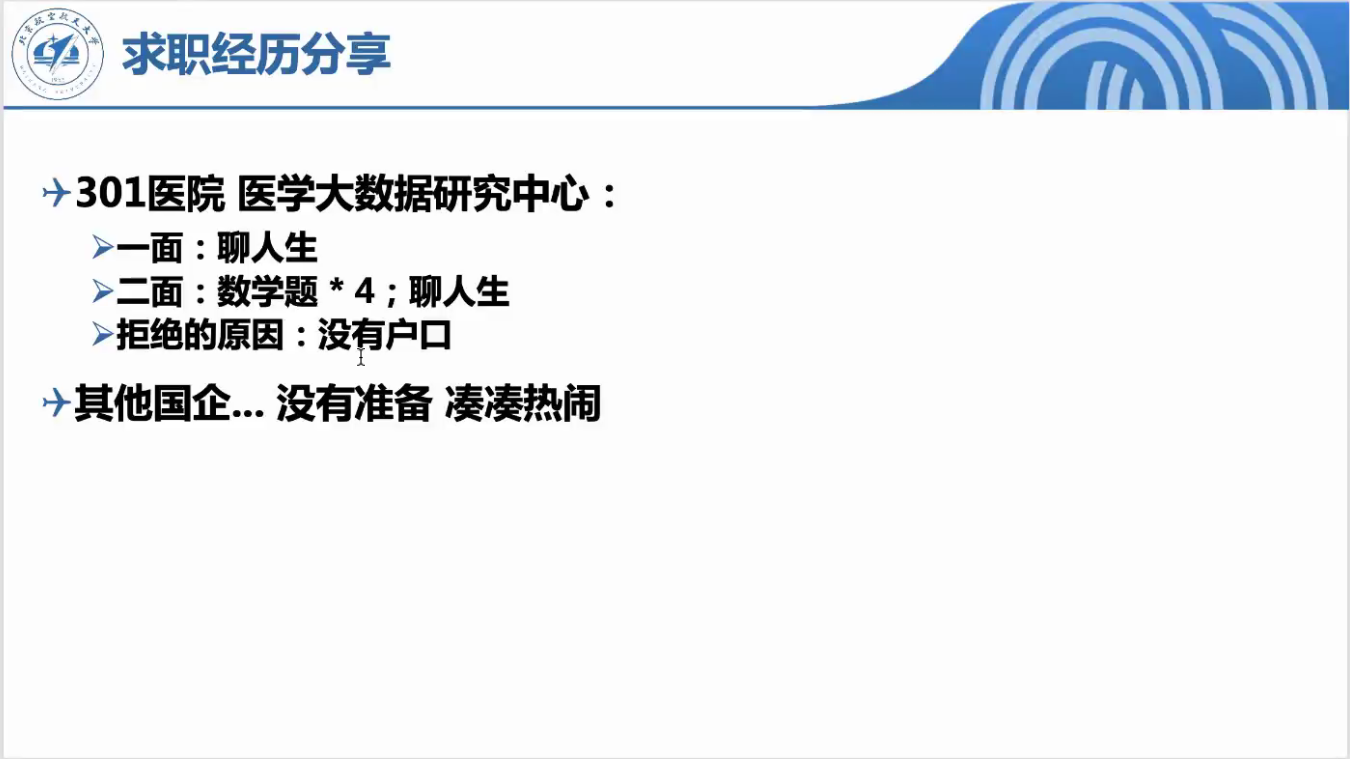 北京航空航天大学
1952
求职经历分享
301医院 医学大数据研究中心：
一面：聊人生
二面：数学题 * 4；聊人生
拒绝的原因：没有户口
其他国企... 没有准备 凑凑热闹